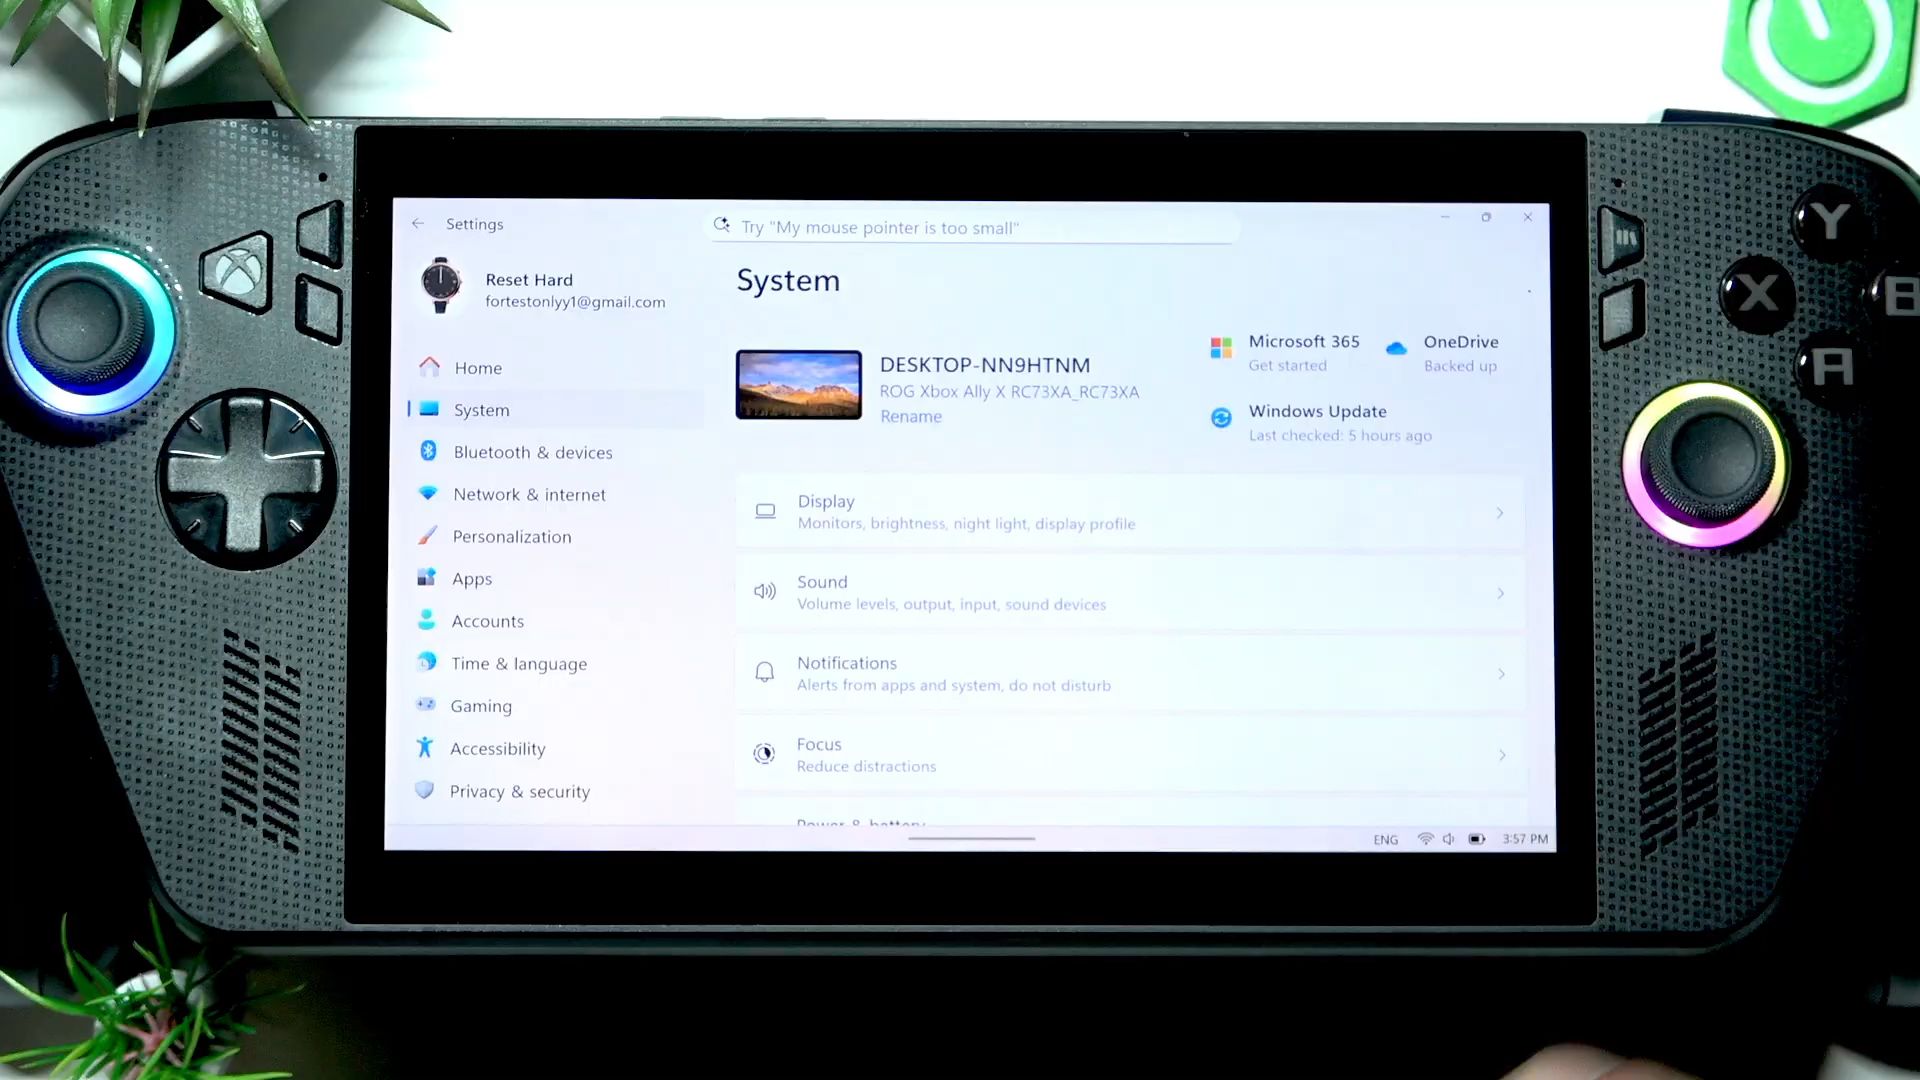 Settings
Try "My mouse pointer is too small"
Reset Hard
fortestonlyy1@gmail.com
System
Home
System
Bluetooth & devices
Network & internet
Personalization
Apps
Accounts
Time & language
Gaming
Accessibility
Privacy & security
DESKTOP-NN9HTNM
ROG Xbox Ally X RC73XA_RC73XA
Rename
Microsoft 365
Get started
OneDrive
Backed up
Windows Update
Last checked: 5 hours ago
Display
Monitors, brightness, night light, display profile
Sound
Volume levels, output, input, sound devices
Notifications
Alerts from apps and system, do not disturb
Focus
Reduce distractions
Power & battery
ENG
3:57 PM
Y
X
B
A